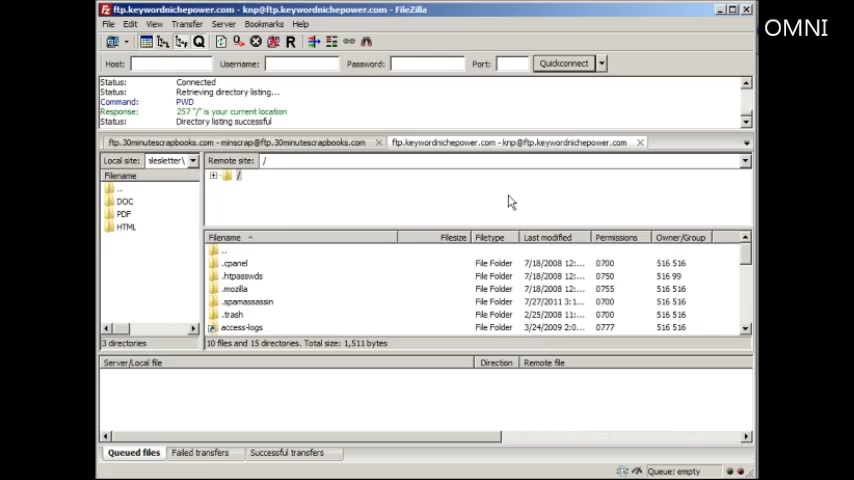 ftp.keywordnichepower.com - knp@ftp.keywordnichepower.com - FileZilla
OMNI
File Edit View Transfer Server Bookmarks Help
Host: Username: Password: Port: Quickconnect
Status: Connected
Status: Retrieving directory listing...
Command: PWD
Response: 257 "/" is your current location
Status: Directory listing successful
ftp.30minutescrapbooks.com - minscrap@ftp.30minutescrapbooks.com ftp.keywordnichepower.com - knp@ftp.keywordnichepower.com
Local site: slesletter\ Remote site: /
/
Filename
..
DOC
PDF
HTML
Filename Filesize Filetype Last modified Permissions Owner/Group
..
.cpanel File Folder 7/18/2008 12:... 0700 516 516
.htpasswds File Folder 7/18/2008 12:... 0750 516 99
.mozilla File Folder 7/18/2008 12:... 0755 516 516
.spamassassin File Folder 7/27/2011 3:1... 0700 516 516
.trash File Folder 2/25/2008 11:... 0700 516 516
access-logs File Folder 3/24/2009 2:0... 0777 516 516
3 directories 10 files and 15 directories. Total size: 1,511 bytes
Server/Local file Direction Remote file
Queued files Failed transfers Successful transfers
Queue: empty